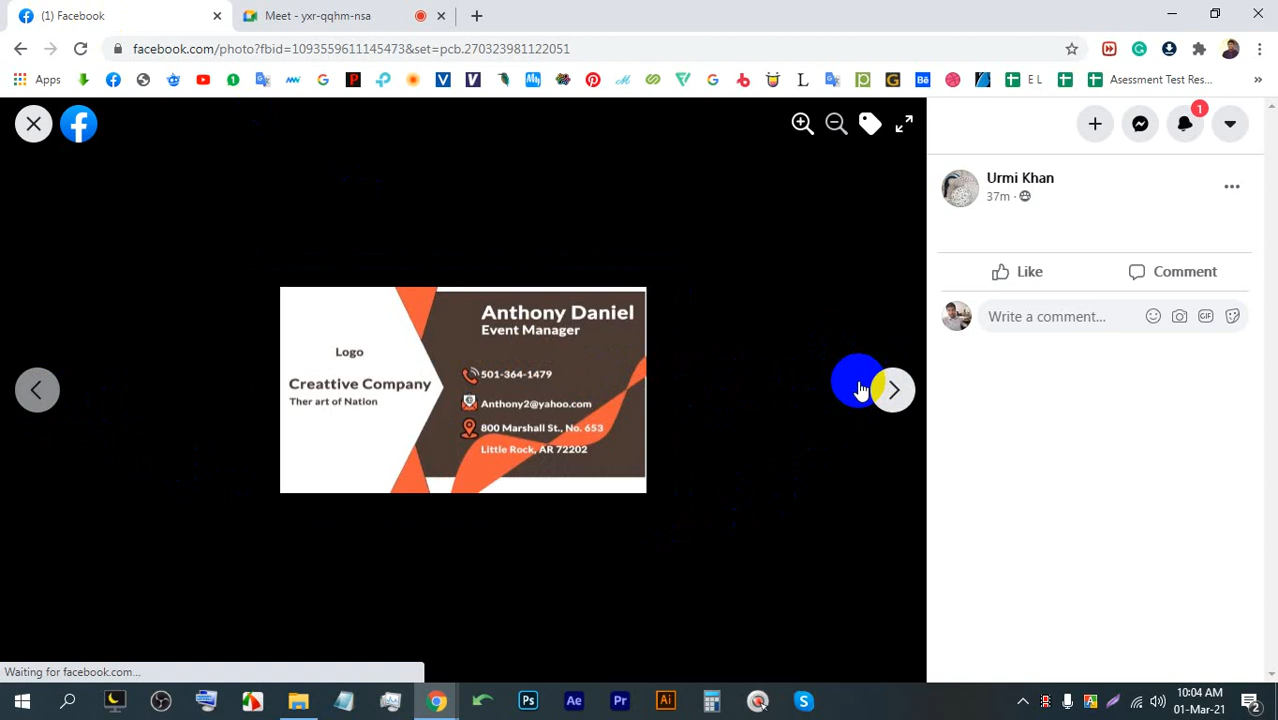 (1) Facebook
Meet - yxr-qqhm-nsa
facebook.com/photo?fbid=1093559611145473&set=pcb.270323981122051
Apps
E L
Asessment Test Res...
1
Urmi Khan
37m
Like
Comment
Write a comment...
Anthony Daniel
Event Manager
Logo
501-364-1479
Creattive Company
Ther art of Nation
Anthony2@yahoo.com
800 Marshall St., No. 653
Little Rock, AR 72202
Waiting for facebook.com...
10:04 AM
01-Mar-21
2